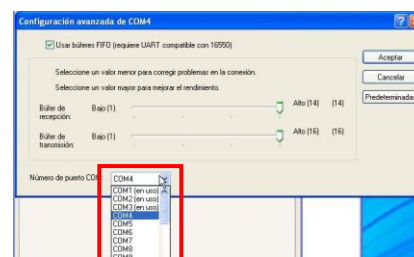 Configuración avanzada de COM4
Usar búferes FIFO (requiere UART compatible con 16550)
Seleccione un valor menor para corregir problemas en la conexión.
Seleccione un valor mayor para mejorar el rendimiento.
Búfer de recepción: Bajo (1) Alto (14) (14)
Búfer de transmisión: Bajo (1) Alto (16) (16)
Aceptar
Cancelar
Predeterminadas
Número de puerto COM: COM4
COM1 (en uso)
COM2 (en uso)
COM3 (en uso)
COM4
COM5
COM6
COM7
COM8
COM9